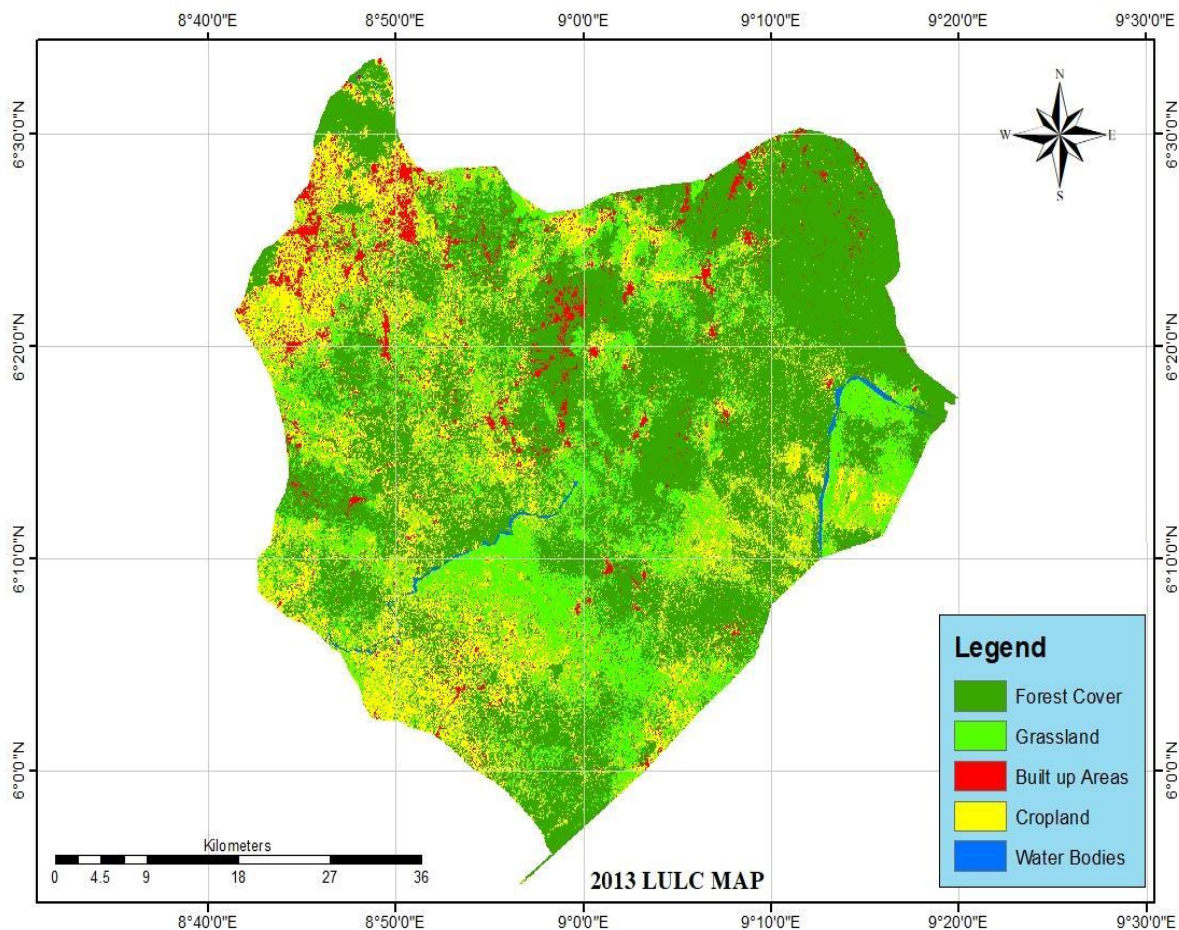 8°40'0"E 8°50'0"E 9°0'0"E 9°10'0"E 9°20'0"E 9°30'0"E
N
W E
S
6°30'0"N 6°30'0"N
6°20'0"N 6°20'0"N
6°10'0"N 6°10'0"N
6°0'0"N 6°0'0"N
Legend
Forest Cover
Grassland
Built up Areas
Cropland
Water Bodies
Kilometers
0 4.5 9 18 27 36
2013 LULC MAP
8°40'0"E 8°50'0"E 9°0'0"E 9°10'0"E 9°20'0"E 9°30'0"E